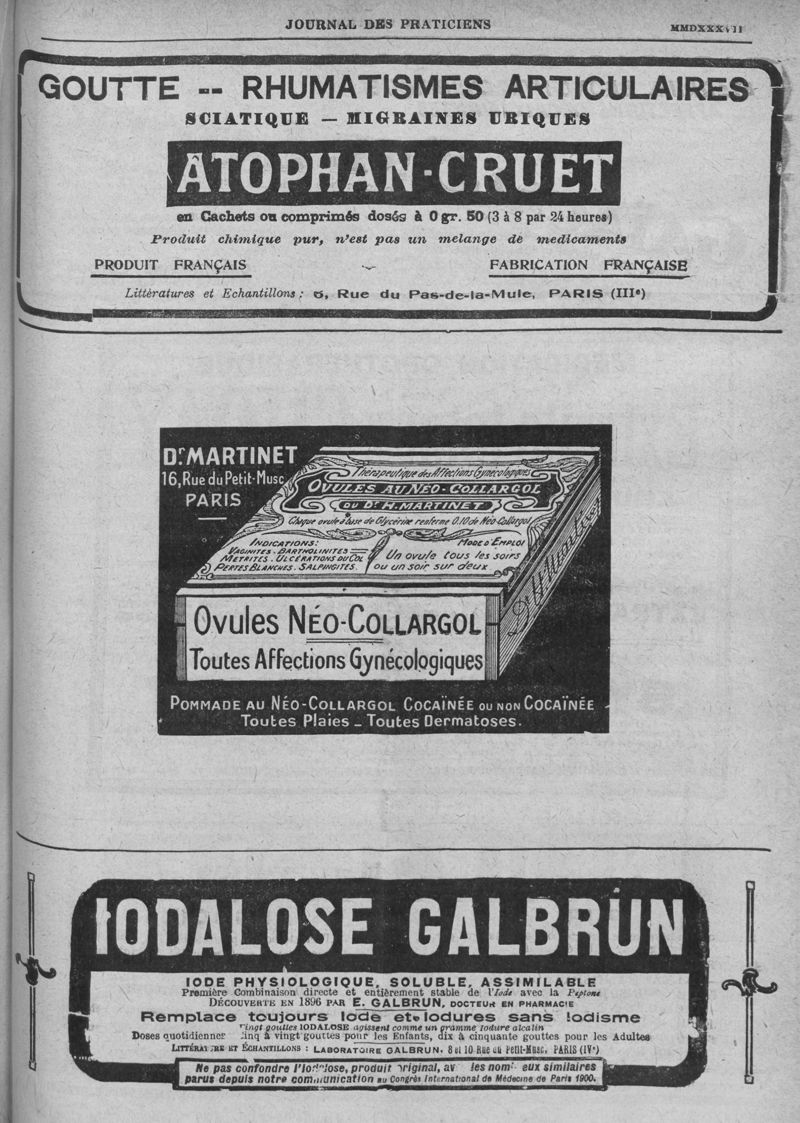 JOURNAL DES PRATICIENS
GOUTTE -- RHUMATISMES ARTICULAIRES
SCIATIQUE — MIGRAINES URIQUES
ATOPHAN-CRUET
en Cachets ou comprimés dosés à 0 gr. 50 (3 à 8 par 24 heures)
Produit chimique pur, n'est pas un melange de medicaments
PRODUIT FRANÇAIS FABRICATION FRANÇAISE
Littèratures et Echantillons : 6, Rue du Pas-de-la-Mule, PARIS (IIIe)
Dr. MARTINET
16, Rue du Petit-Musc
PARIS
Thérapeutique des Affections Gynécologiques
OVULES AU NÉO-COLLARGOL
DU Dr H. MARTINET
Chaque ovule à base de Glycérine renferme 0.10 de Néo-Collargol
INDICATIONS:
VAGINITES. BARTHOLINITES
METRITES. ULCÉRATIONS DU COL
PERTES BLANCHES. SALPINGITES.
MODE D'EMPLOI
Un ovule tous les soirs
ou un soir sur deux
Dr H Martinet
Ovules NÉO-COLLARGOL
Toutes Affections Gynécologiques
POMMADE AU NÉO-COLLARGOL COCAÏNÉE OU NON COCAÏNÉE
Toutes Plaies _ Toutes Dermatoses.
IODALOSE GALBRUN
IODE PHYSIOLOGIQUE, SOLUBLE, ASSIMILABLE
Première Combinaison directe et entièrement stable de l'Iode avec la Peptone
DÉCOUVERTE EN 1896 PAR E. GALBRUN, DOCTEUR EN PHARMACIE
Remplace toujours Iode et Iodures sans Iodisme
Vingt gouttes IODALOSE agissent comme un gramme Iodure alcalin
Doses quotidiennes Cinq à vingt gouttes pour les Enfants, dix à cinquante gouttes pour les Adultes
LITTÉRATURE ET ÉCHANTILLONS : LABORATOIRE GALBRUN, 8 et 10 Rue du Petit-Musc, PARIS (IVe)
Ne pas confondre l'Iodalose, produit original, avec les nombreux similaires
parus depuis notre communication au Congrès International de Médecine de Paris 1900.